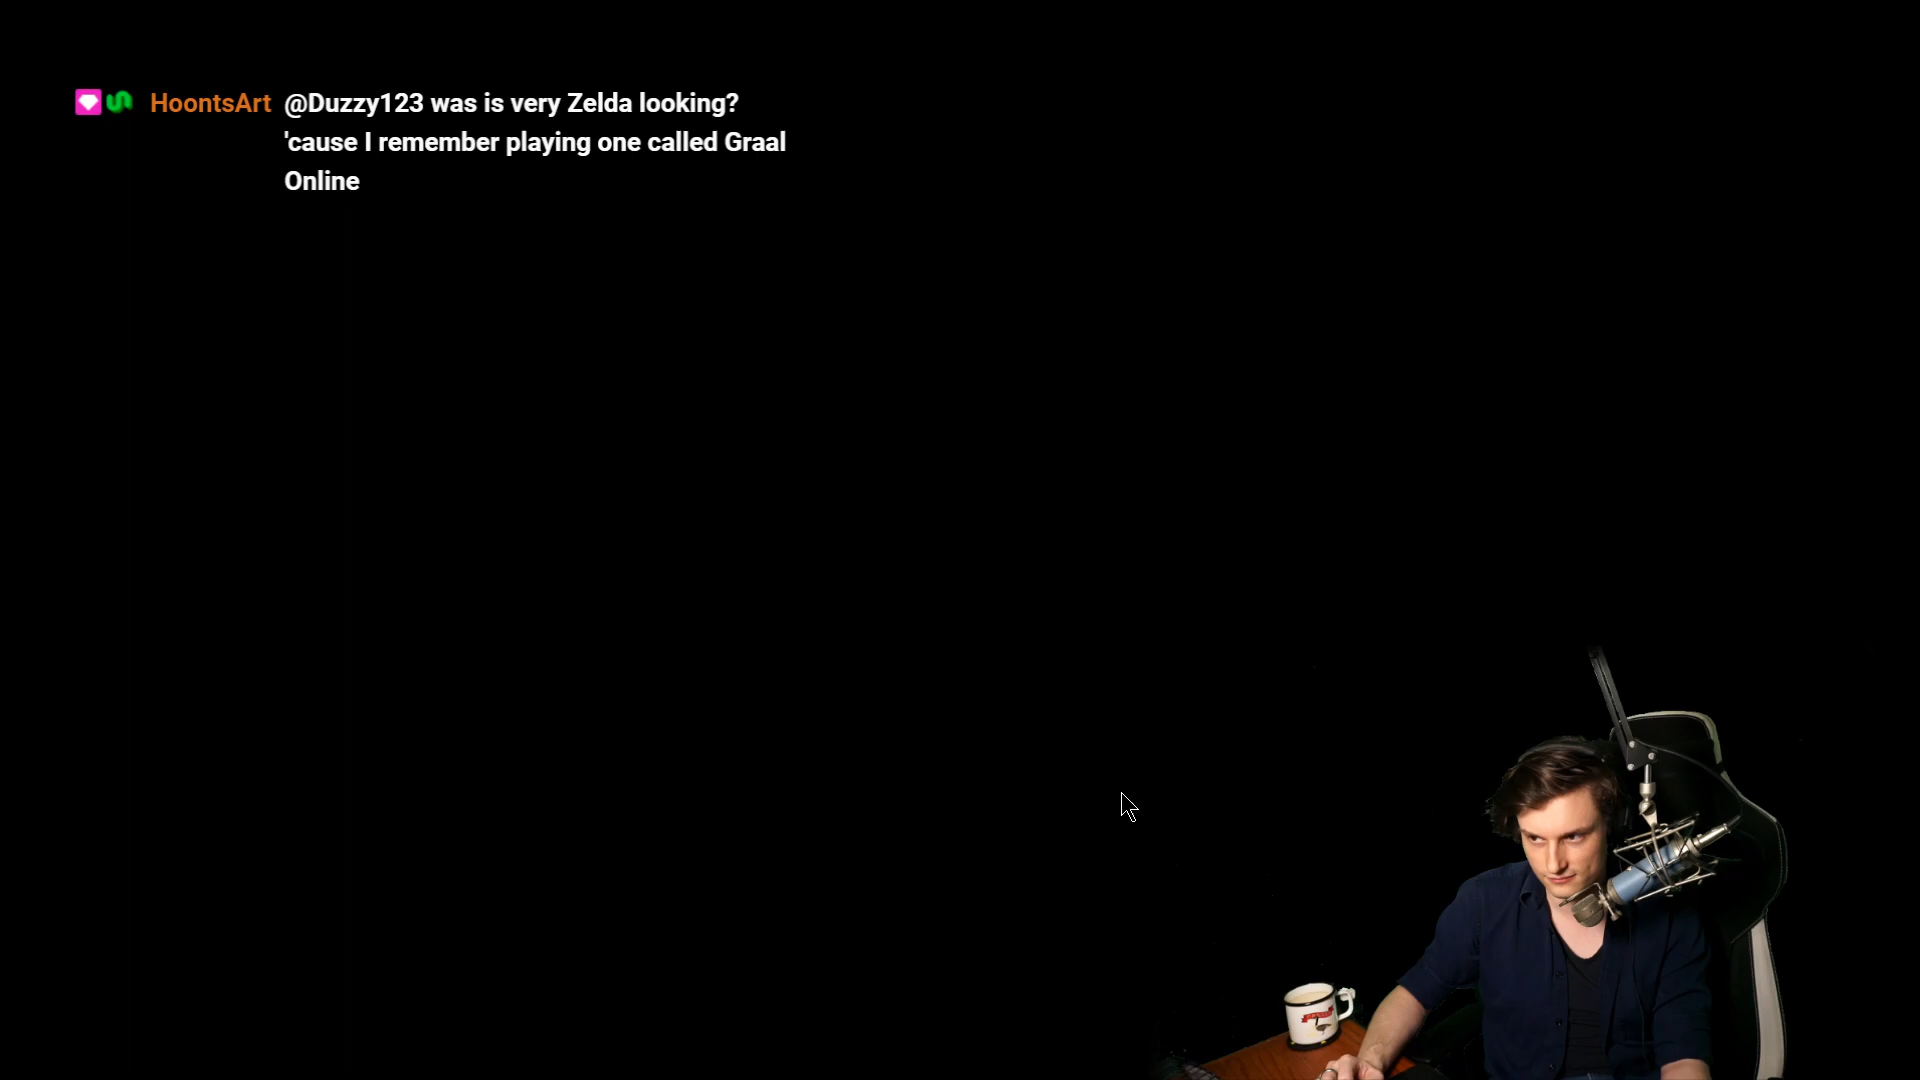 HoontsArt @Duzzy123 was is very Zelda looking?
'cause I remember playing one called Graal
Online